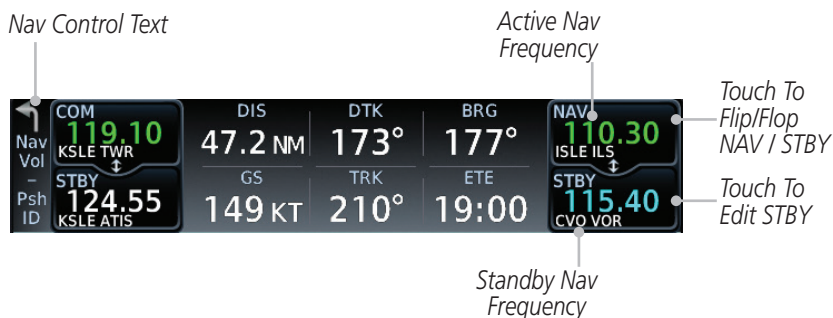 Nav Control Text
Active Nav
Frequency
Nav
Vol
–
Psh
ID
COM
119.10
KSLE TWR
STBY
124.55
KSLE ATIS
DIS
47.2 NM
DTK
173°
BRG
177°
GS
149 KT
TRK
210°
ETE
19:00
NAV
110.30
ISLE ILS
STBY
115.40
CVO VOR
Touch To
Flip/Flop
NAV / STBY
Touch To
Edit STBY
Standby Nav
Frequency